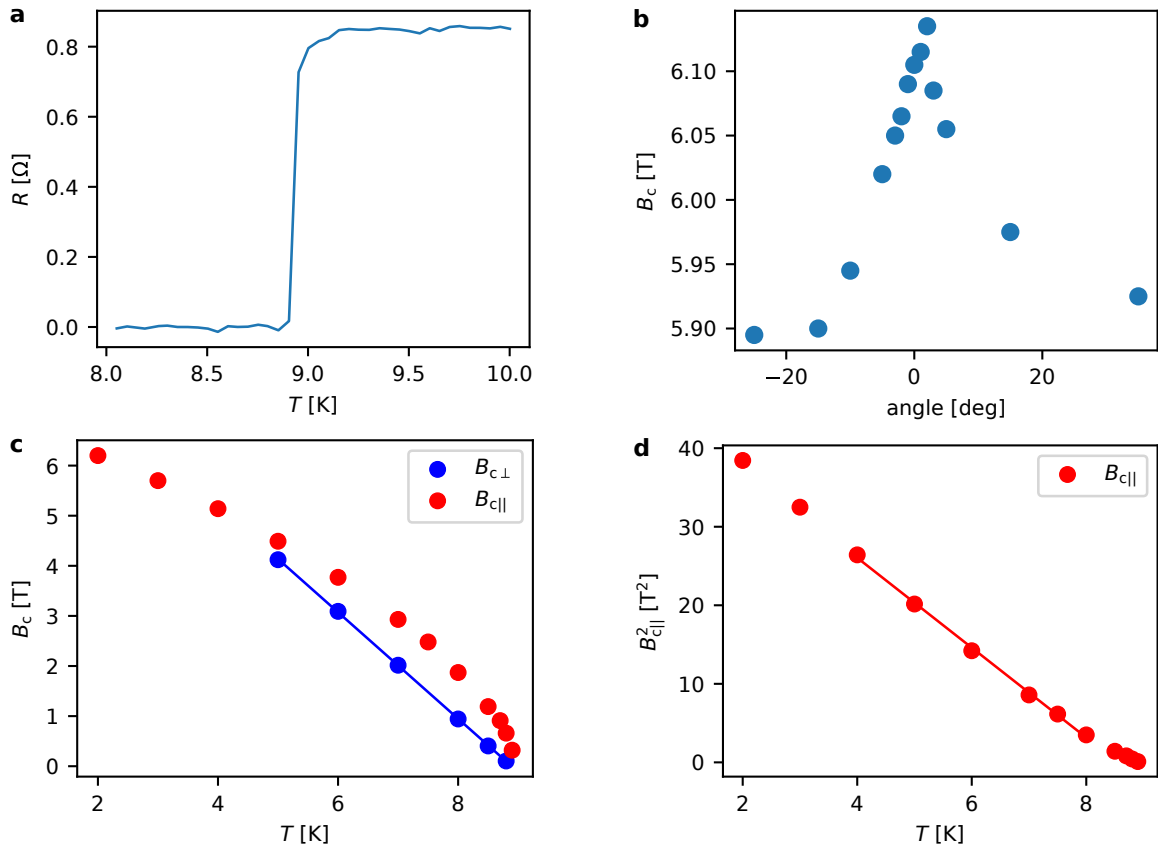 a
0.8
0.6
0.4
0.2
0.0
R [Ω]
8.0 8.5 9.0 9.5 10.0
T [K]
b
6.10
6.05
6.00
5.95
5.90
B_c [T]
−20 0 20
angle [deg]
c
6
5
4
3
2
1
0
B_c [T]
B_c⊥
B_c||
2 4 6 8
T [K]
d
40
30
20
10
0
B²_c|| [T²]
B_c||
2 4 6 8
T [K]